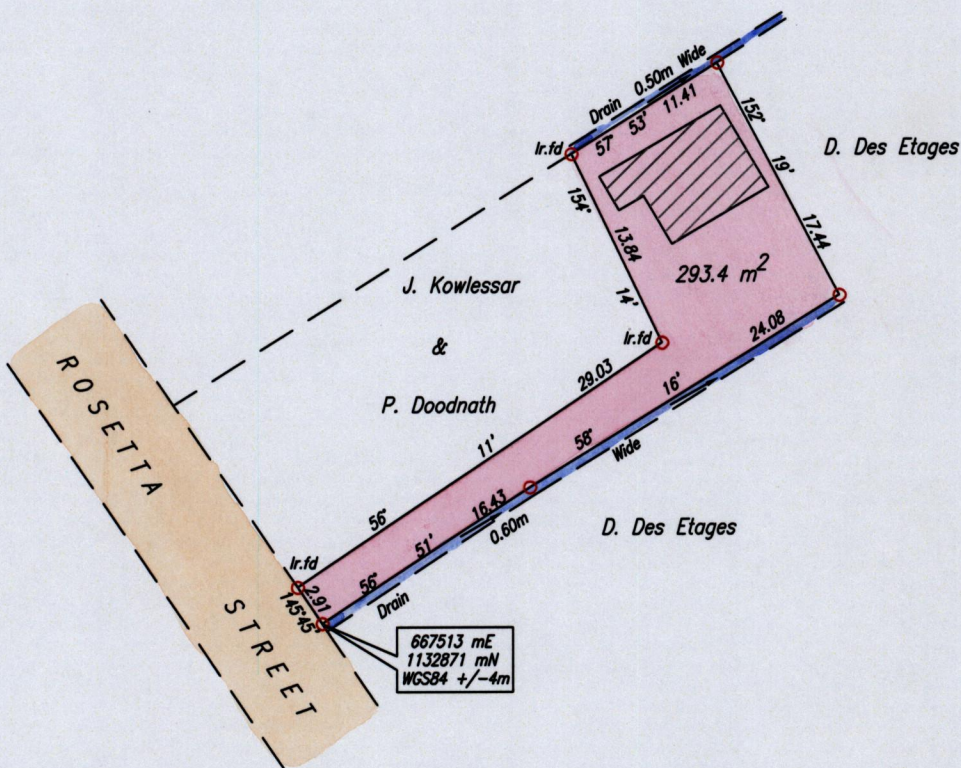 Drain 0.50m Wide
57° 53' 11.41
Ir.fd
152° 19' 17.44
D. Des Etages
154° 14' 13.84
293.4 m²
J. Kowlessar
&
P. Doodnath
Ir.fd
24.08
58° 16'
Wide
29.03
56° 11'
16.43
56° 51'
0.60m
Drain
D. Des Etages
ROSETTA
STREET
Ir.fd
2.91
145°45'
667513 mE
1132871 mN
WGS84 +/-4m